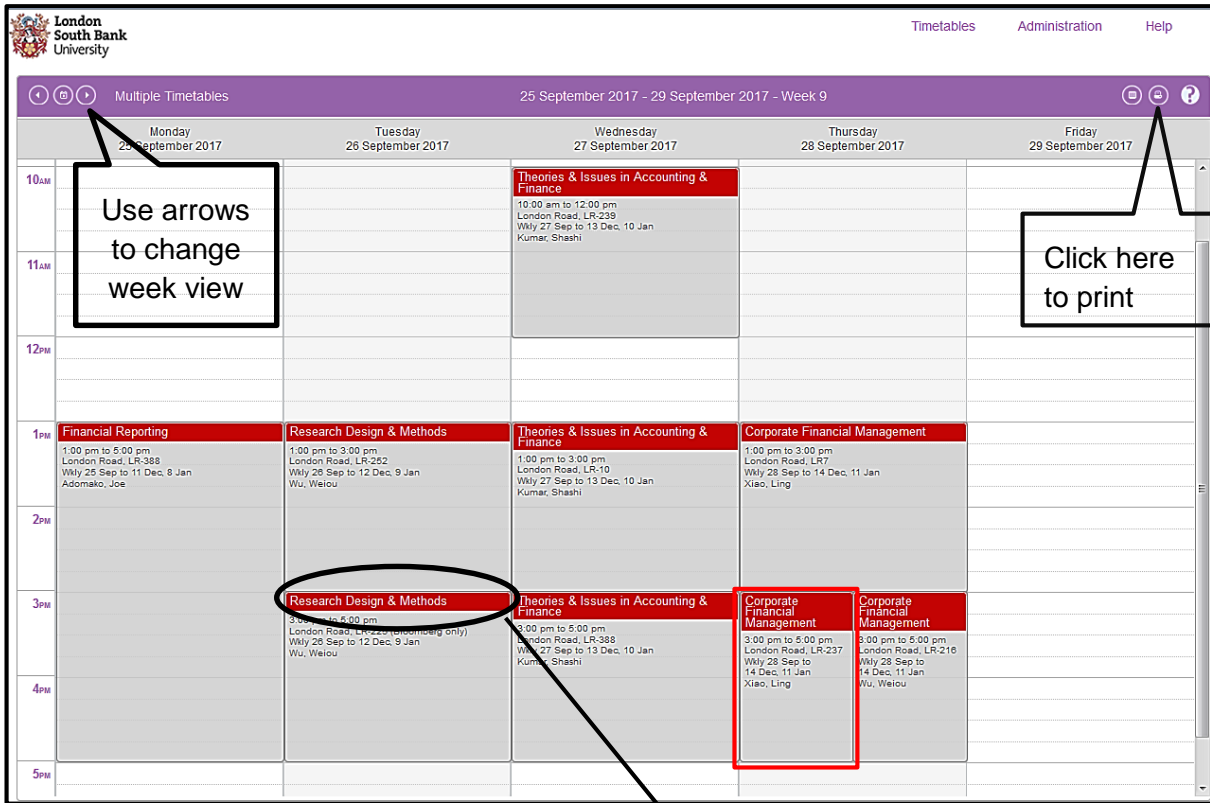 London
South Bank
University
Timetables Administration Help
Multiple Timetables
25 September 2017 - 29 September 2017 - Week 9
?
Monday
25 September 2017
Tuesday
26 September 2017
Wednesday
27 September 2017
Thursday
28 September 2017
Friday
29 September 2017
Use arrows
to change
week view
Click here
to print
10AM
11AM
12PM
1PM
2PM
3PM
4PM
5PM
Financial Reporting
1:00 pm to 5:00 pm
London Road, LR-388
Wkly 25 Sep to 11 Dec, 8 Jan
Adomako, Joe
Research Design & Methods
1:00 pm to 3:00 pm
London Road, LR-252
Wkly 26 Sep to 12 Dec, 9 Jan
Wu, Weiou
Research Design & Methods
3:00 pm to 5:00 pm
London Road, (Bloomberg only)
Wkly 26 Sep to 12 Dec, 9 Jan
Wu, Weiou
Theories & Issues in Accounting &
Finance
10:00 am to 12:00 pm
London Road, LR-239
Wkly 27 Sep to 13 Dec, 10 Jan
Kumar, Shashi
Theories & Issues in Accounting &
Finance
1:00 pm to 3:00 pm
London Road, LR-10
Wkly 27 Sep to 13 Dec, 10 Jan
Kumar, Shashi
Theories & Issues in Accounting &
Finance
3:00 pm to 5:00 pm
London Road, LR-388
Wkly 27 Sep to 13 Dec, 10 Jan
Kumar, Shashi
Corporate Financial Management
1:00 pm to 3:00 pm
London Road, LR7
Wkly 28 Sep to 14 Dec, 11 Jan
Xiao, Ling
Corporate
Financial
Management
3:00 pm to 5:00 pm
London Road, LR-237
Wkly 28 Sep to
14 Dec, 11 Jan
Xiao, Ling
Corporate
Financial
Management
3:00 pm to 5:00 pm
London Road, LR-216
Wkly 28 Sep to
14 Dec, 11 Jan
Wu, Weiou